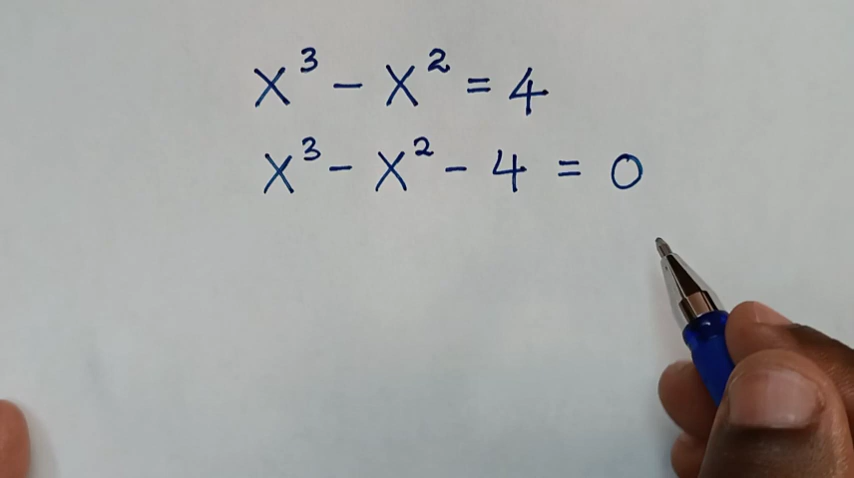 x³ - x² = 4
x³ - x² - 4 = 0